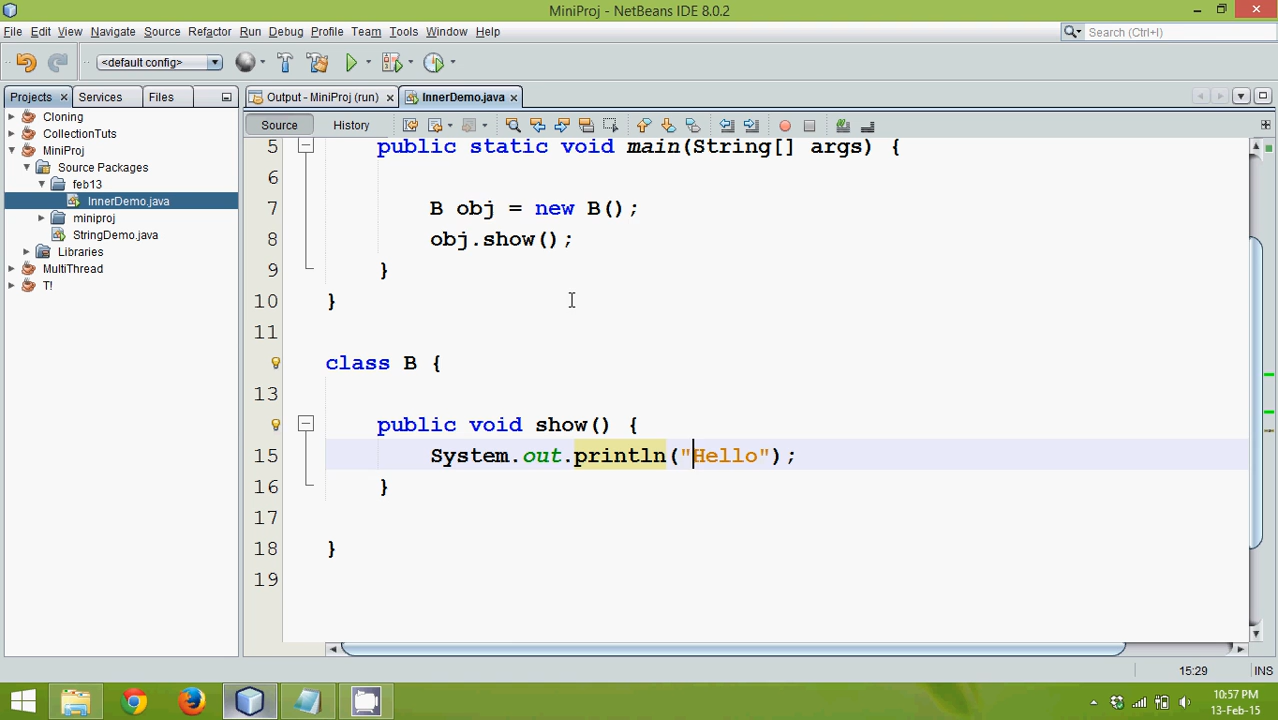 MiniProj - NetBeans IDE 8.0.2
File Edit View Navigate Source Refactor Run Debug Profile Team Tools Window Help
Search (Ctrl+I)
<default config>
Projects Services Files
Output - MiniProj (run) InnerDemo.java
Source History
Cloning
CollectionTuts
MiniProj
Source Packages
feb13
InnerDemo.java
miniproj
StringDemo.java
Libraries
MultiThread
T!
5 public static void main(String[] args) {
6
7 B obj = new B();
8 obj.show();
9 }
10 }
11
class B {
13
public void show() {
15 System.out.println("Hello");
16 }
17
18 }
19
15:29 INS
10:57 PM
13-Feb-15